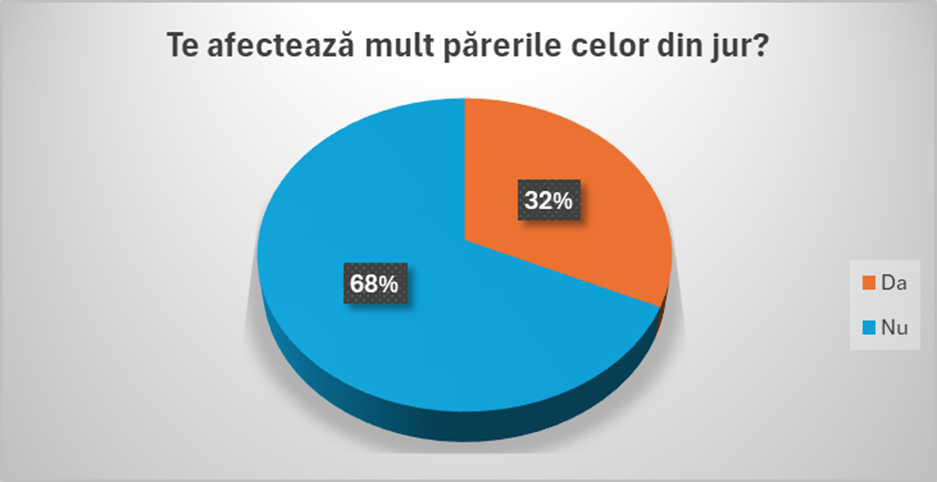 Te afectează mult părerile celor din jur?
32%
68%
Da
Nu